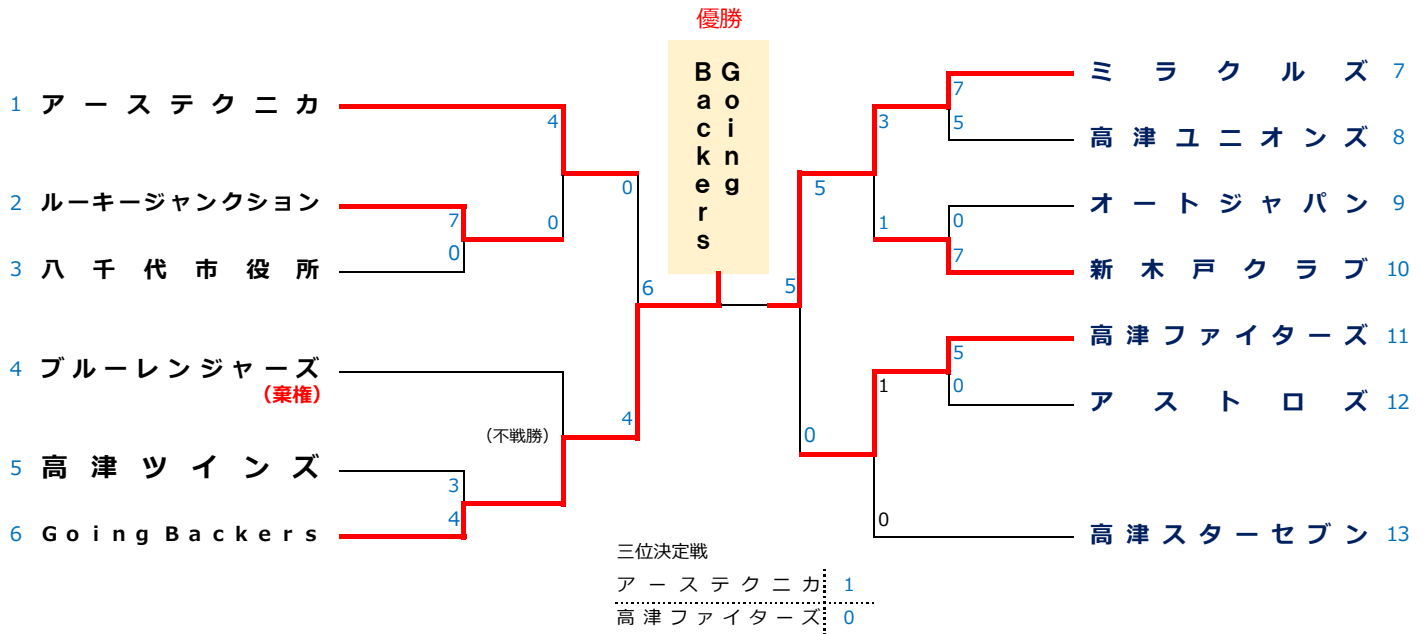 優勝
Going
Backers
1 アーステクニカ
4
0
2 ルーキージャンクション
7
0
3 八千代市役所
0
6
4 ブルーレンジャーズ
(棄権)
(不戦勝)
4
5 高津ツインズ
3
6 Going Backers
4
ミラクルズ 7
7
高津ユニオンズ 8
5
3
5
オートジャパン 9
0
1
新木戸クラブ 10
7
5
高津ファイターズ 11
5
アストロズ 12
0
1
0
高津スターセブン 13
0
三位決定戦
アーステクニカ 1
高津ファイターズ 0